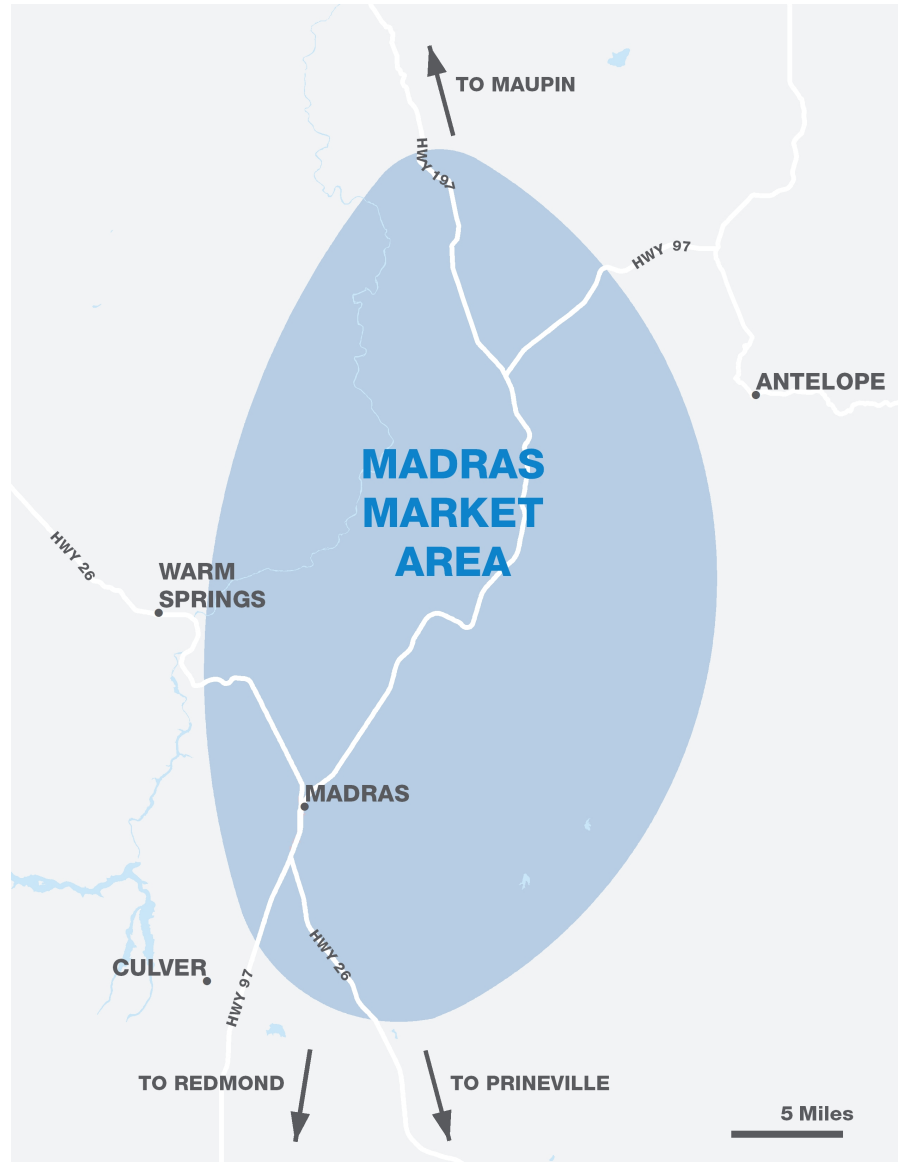 TO MAUPIN
HWY 197
HWY 97
ANTELOPE
MADRAS
MARKET
AREA
HWY 26
WARM
SPRINGS
MADRAS
HWY 26
CULVER
HWY 97
TO REDMOND
TO PRINEVILLE
5 Miles